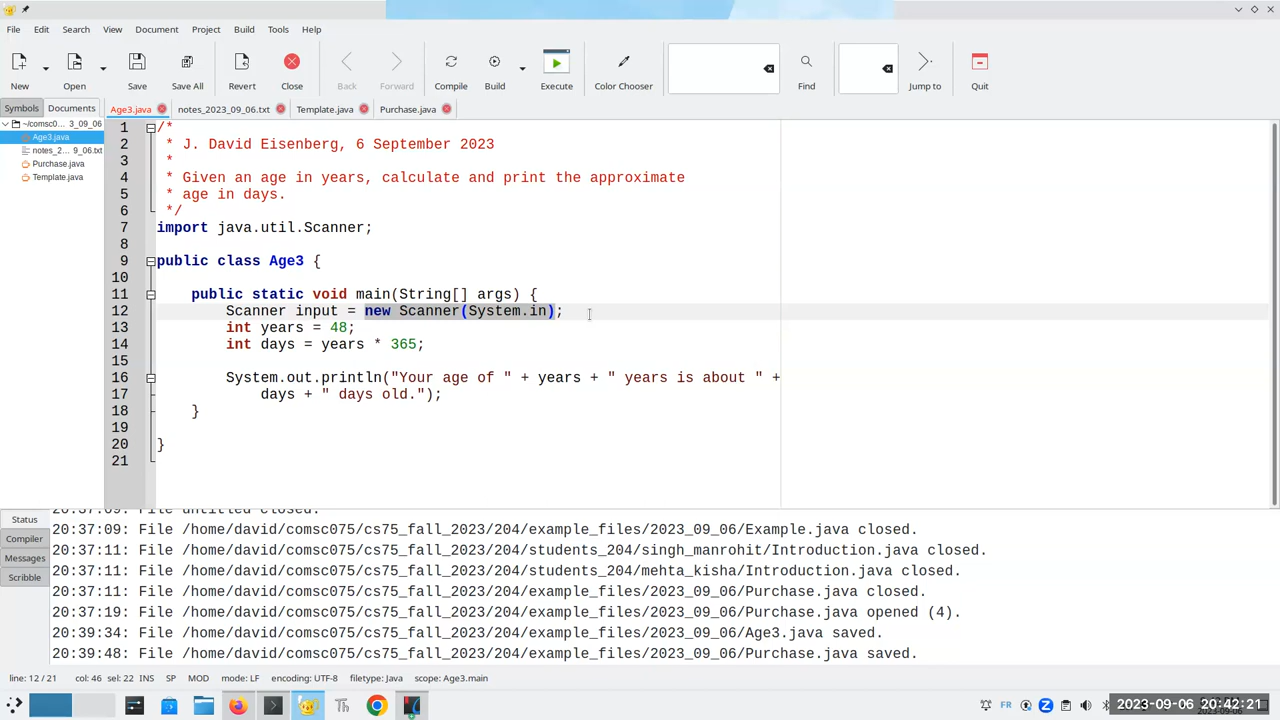 File Edit Search View Document Project Build Tools Help
New Open Save Save All Revert Close Back Forward Compile Build Execute Color Chooser Find Jump to Quit
Symbols Documents Age3.java notes_2023_09_06.txt Template.java Purchase.java
~/comsc0… 3_09_06
Age3.java
notes_2… 9_06.txt
Purchase.java
Template.java
1 /*
2 * J. David Eisenberg, 6 September 2023
3 *
4 * Given an age in years, calculate and print the approximate
5 * age in days.
6 */
7 import java.util.Scanner;
8
9 public class Age3 {
10
11 public static void main(String[] args) {
12 Scanner input = new Scanner(System.in);
13 int years = 48;
14 int days = years * 365;
15
16 System.out.println("Your age of " + years + " years is about " +
17 days + " days old.");
18 }
19
20 }
21
Status
Compiler
Messages
Scribble
20:37:09: File untitled closed.
20:37:09: File /home/david/comsc075/cs75_fall_2023/204/example_files/2023_09_06/Example.java closed.
20:37:11: File /home/david/comsc075/cs75_fall_2023/204/students_204/singh_manrohit/Introduction.java closed.
20:37:11: File /home/david/comsc075/cs75_fall_2023/204/students_204/mehta_kisha/Introduction.java closed.
20:37:11: File /home/david/comsc075/cs75_fall_2023/204/example_files/2023_09_06/Purchase.java closed.
20:37:19: File /home/david/comsc075/cs75_fall_2023/204/example_files/2023_09_06/Purchase.java opened (4).
20:39:34: File /home/david/comsc075/cs75_fall_2023/204/example_files/2023_09_06/Age3.java saved.
20:39:48: File /home/david/comsc075/cs75_fall_2023/204/example_files/2023_09_06/Purchase.java saved.
line: 12 / 21 col: 46 sel: 22 INS SP MOD mode: LF encoding: UTF-8 filetype: Java scope: Age3.main
FR 2023-09-06 20:42:21